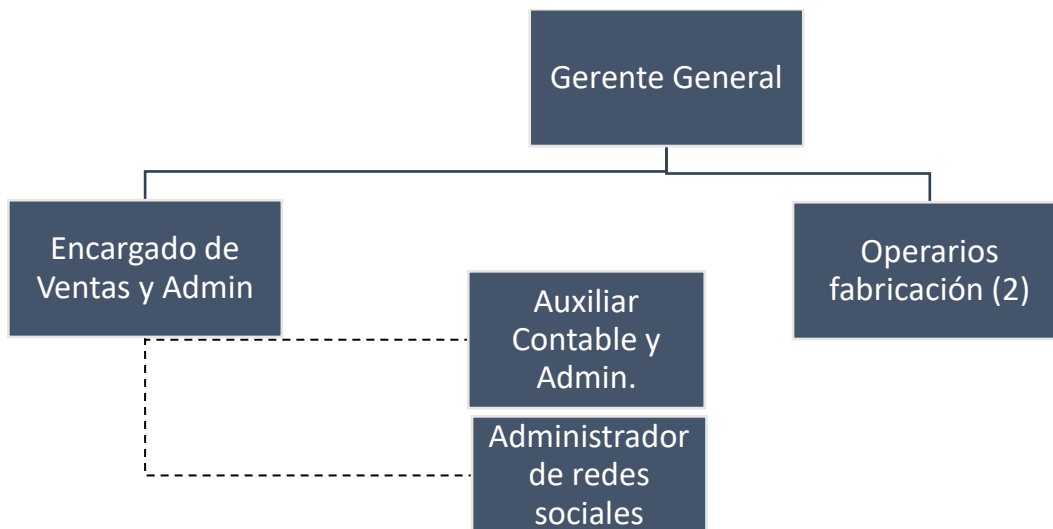 Gerente General
Encargado de
Ventas y Admin
Operarios
fabricación (2)
Auxiliar
Contable y
Admin.
Administrador
de redes
sociales